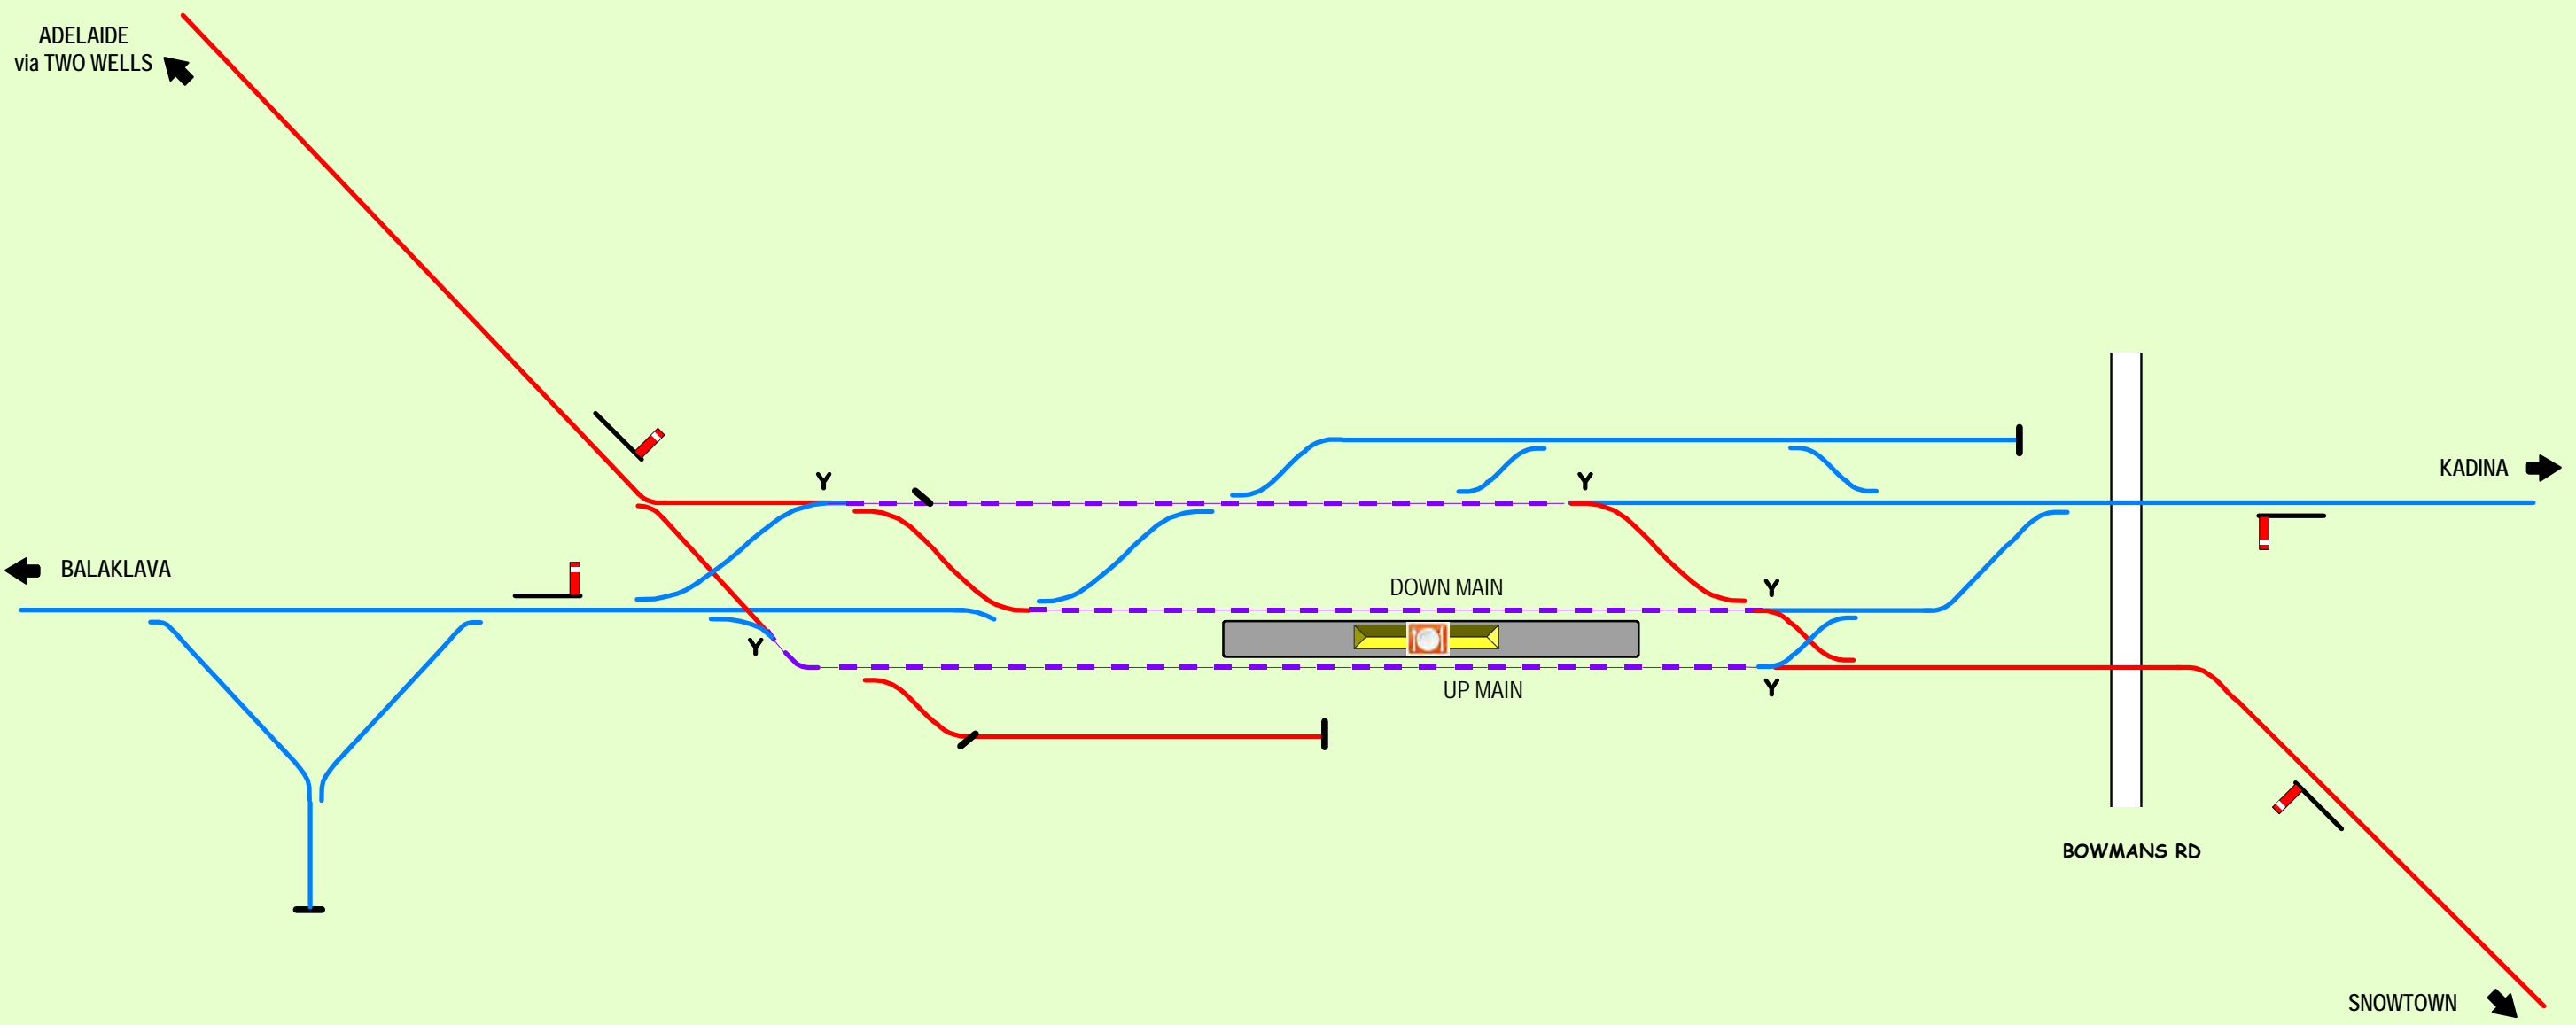 ADELAIDE
via TWO WELLS
Y
Y
KADINA
BALAKLAVA
DOWN MAIN
Y
Y
UP MAIN
Y
BOWMANS RD
SNOWTOWN